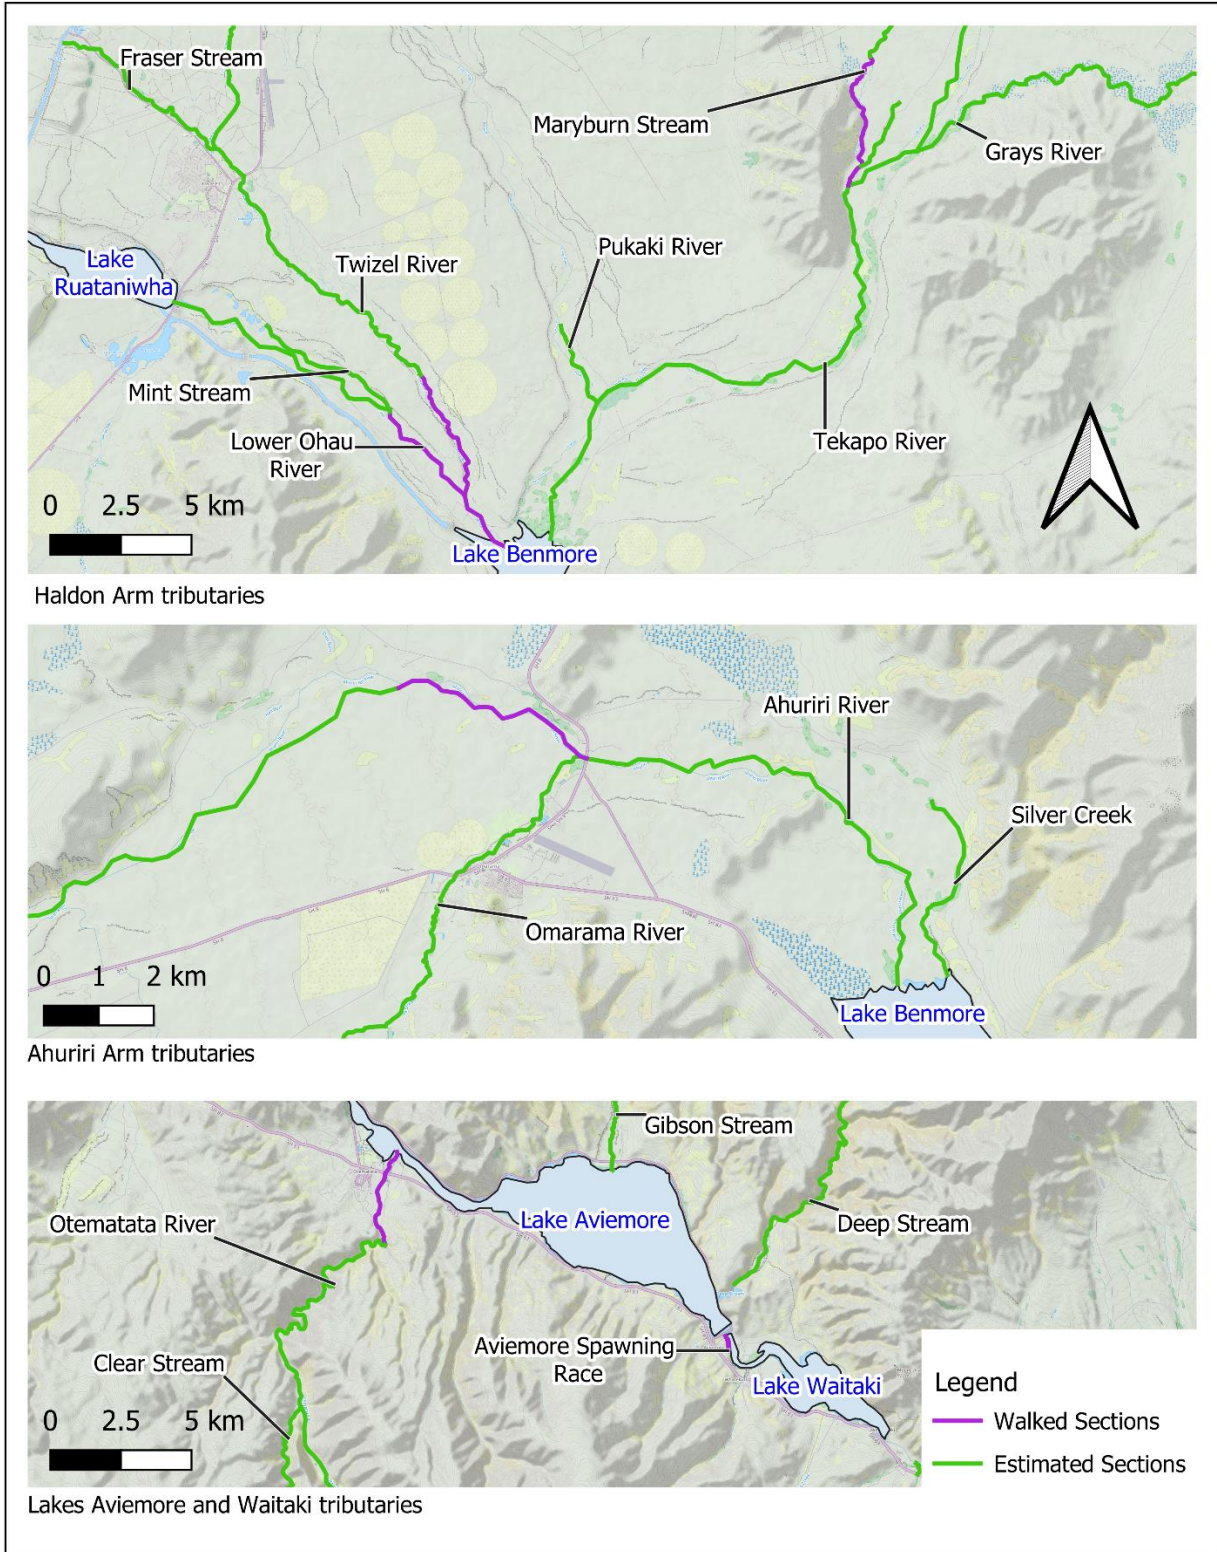 Fraser Stream
Maryburn Stream
Grays River
Lake
Ruataniwha
Twizel River
Pukaki River
Mint Stream
Lower Ohau
River
Tekapo River
0 2.5 5 km
Lake Benmore
Haldon Arm tributaries
Ahuriri River
Silver Creek
Omarama River
0 1 2 km
Lake Benmore
Ahuriri Arm tributaries
Gibson Stream
Otematata River
Lake Aviemore
Deep Stream
Clear Stream
Aviemore Spawning
Race
Lake Waitaki
0 2.5 5 km
Legend
Walked Sections
Estimated Sections
Lakes Aviemore and Waitaki tributaries